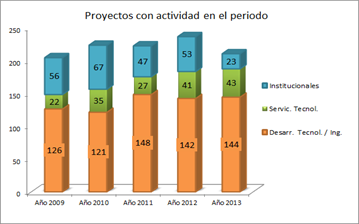 Proyectos con actividad en el periodo
250
200
150
100
50
0
56 67 47 53 23
22 35 27 41 43
126 121 148 142 144
Año 2009 Año 2010 Año 2011 Año 2012 Año 2013
Institucionales
Servic. Tecnol.
Desarr. Tecnol. / Ing.